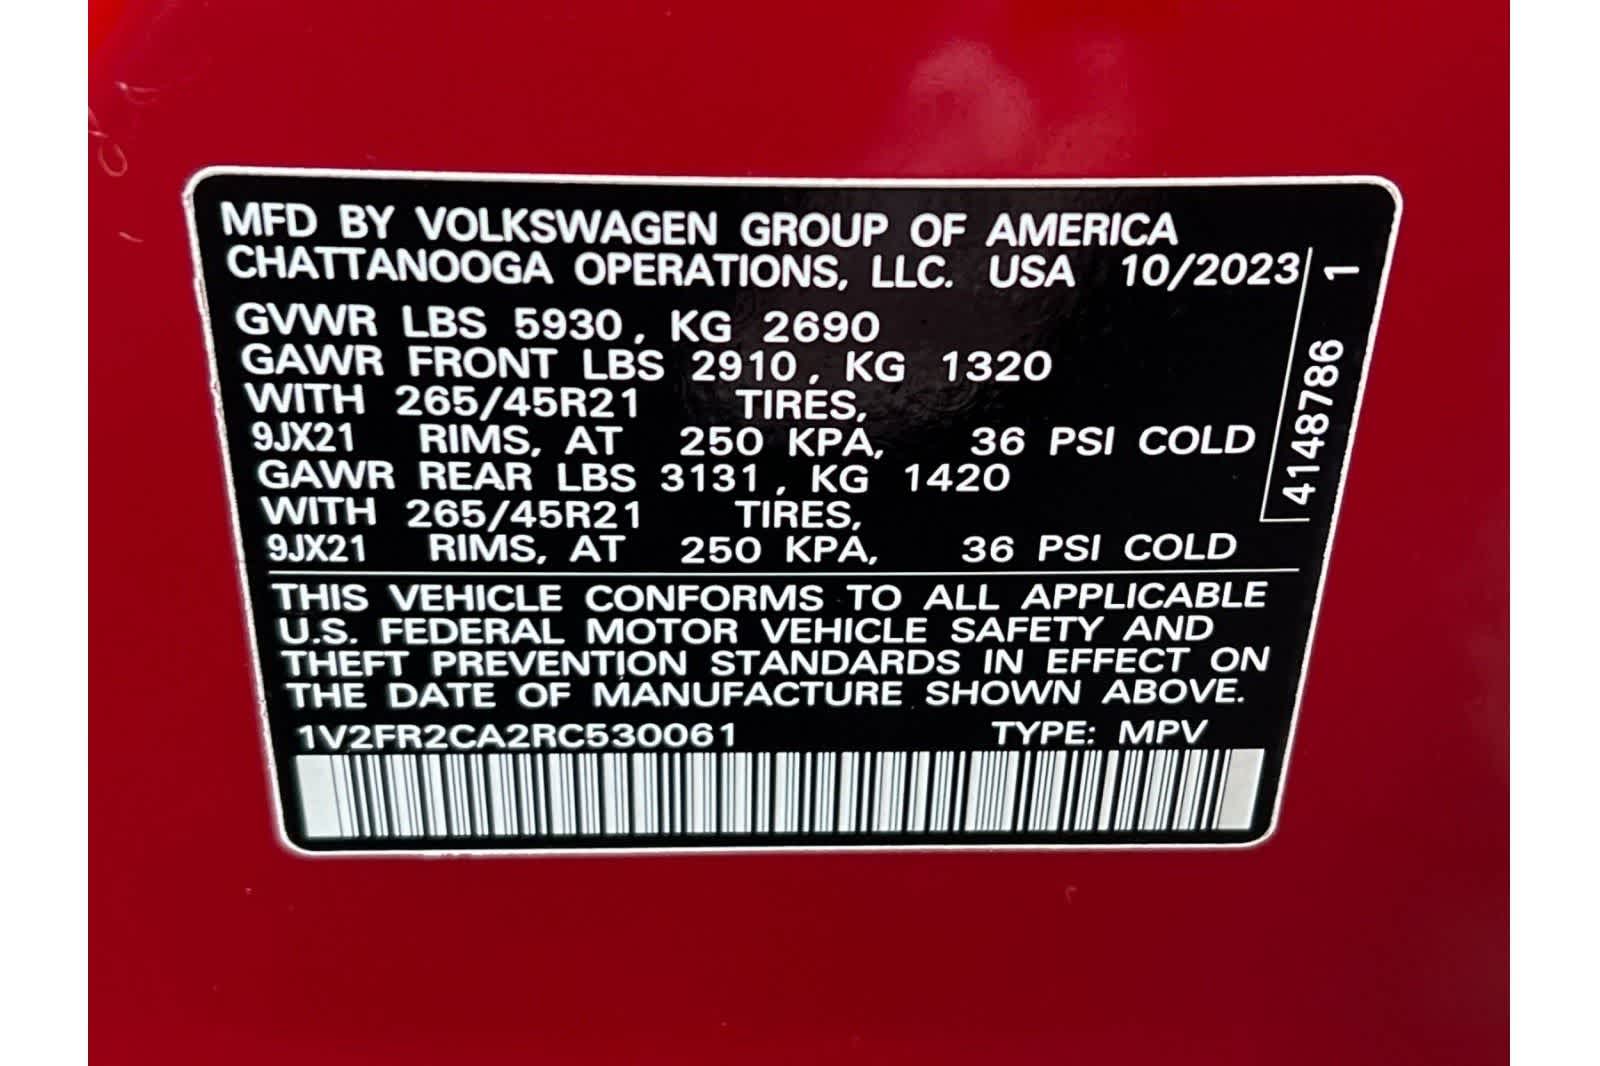 MFD BY VOLKSWAGEN GROUP OF AMERICA
CHATTANOOGA OPERATIONS, LLC. USA 10/2023
GVWR LBS 5930, KG 2690
GAWR FRONT LBS 2910, KG 1320
WITH 265/45R21 TIRES,
9JX21 RIMS, AT 250 KPA, 36 PSI COLD
GAWR REAR LBS 3131, KG 1420
WITH 265/45R21 TIRES,
9JX21 RIMS, AT 250 KPA, 36 PSI COLD
THIS VEHICLE CONFORMS TO ALL APPLICABLE
U.S. FEDERAL MOTOR VEHICLE SAFETY AND
THEFT PREVENTION STANDARDS IN EFFECT ON
THE DATE OF MANUFACTURE SHOWN ABOVE.
1V2FR2CA2RC530061 TYPE: MPV
4148786 1